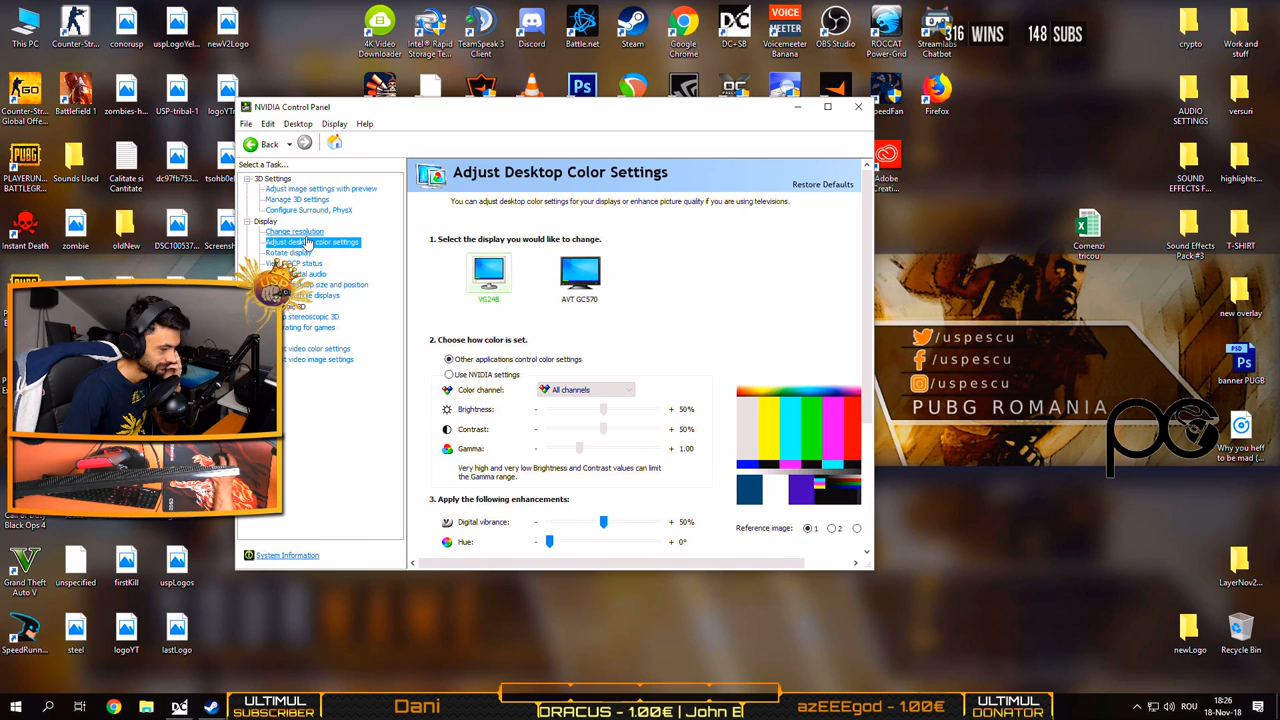 This PC
Counter-Str...
conorusp
uspLogoYel...
newV2Logo
4K Video
Downloader
Intel® Rapid
Storage Te...
TeamSpeak 3
Client
Discord
Battle.net
Steam
Google
Chrome
DC+SB
VOICE
MEETER
Voicemeeter
Banana
OBS Studio
ROCCAT
Power-Grid
Streamlabs
Chatbot
316 WINS
148 SUBS
crypto
Work and
stuff
Counter-Str...
Global Offe...
Battlefield 1
zombies-h...
USP-tribal-1
logoYT...
SpeedFan
Firefox
AUDIO
SETTINGS
versuri
PLAYERUN...
BATTLEGR...
Sounds Used
Calitate si
Cantitate
dc97fb753...
tsohb0el...
Adobe
Creati...
SOUND
EFFECTS F...
highlights...
Instant Death
zombie
oldNew
DSC100537...
Screensh...
Comenzi
tricou
Sound Effects
Pack #3
T-SHIRT
NVIDIA Control Panel
File Edit Desktop Display Help
Back
Select a Task...
3D Settings
Adjust image settings with preview
Manage 3D settings
Configure Surround, PhysX
Display
Change resolution
Adjust desktop color settings
Rotate display
View HDCP status
System Information
Adjust Desktop Color Settings
Restore Defaults
You can adjust desktop color settings for your displays or enhance picture quality if you are using televisions.
1. Select the display you would like to change.
VG248
AVT GC570
2. Choose how color is set.
Other applications control color settings
Use NVIDIA settings
Color channel: All channels
Brightness: - + 50%
Contrast: - + 50%
Gamma: - + 1.00
Very high and very low Brightness and Contrast values can limit
the Gamma range.
3. Apply the following enhancements:
Digital vibrance: - + 50%
Hue: - + 0°
Reference image: 1 2
/uspescu
/uspescu
/uspescu
PUBG ROMANIA
new overlay
PSD
banner PUGB
Why you heff
to be mad (...
Call of Duty
Black Ops 4
Grand Theft
Auto V
unspecified
firstKill
uspLogos
LayerNov2...
SpeedRunn...
steel
logoYT
lastLogo
newLogo
Recycle Bin
ULTIMUL
SUBSCRIBER
Dani
DRACUS - 1.00€ | John E
azEEEgod - 1.00€
ULTIMUL
DONATOR
ROU
18:26
18-Nov-18